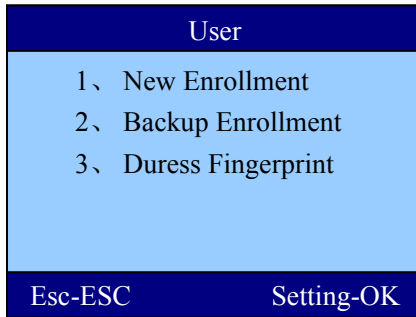 User
1、 New Enrollment
2、 Backup Enrollment
3、 Duress Fingerprint
Esc-ESC Setting-OK